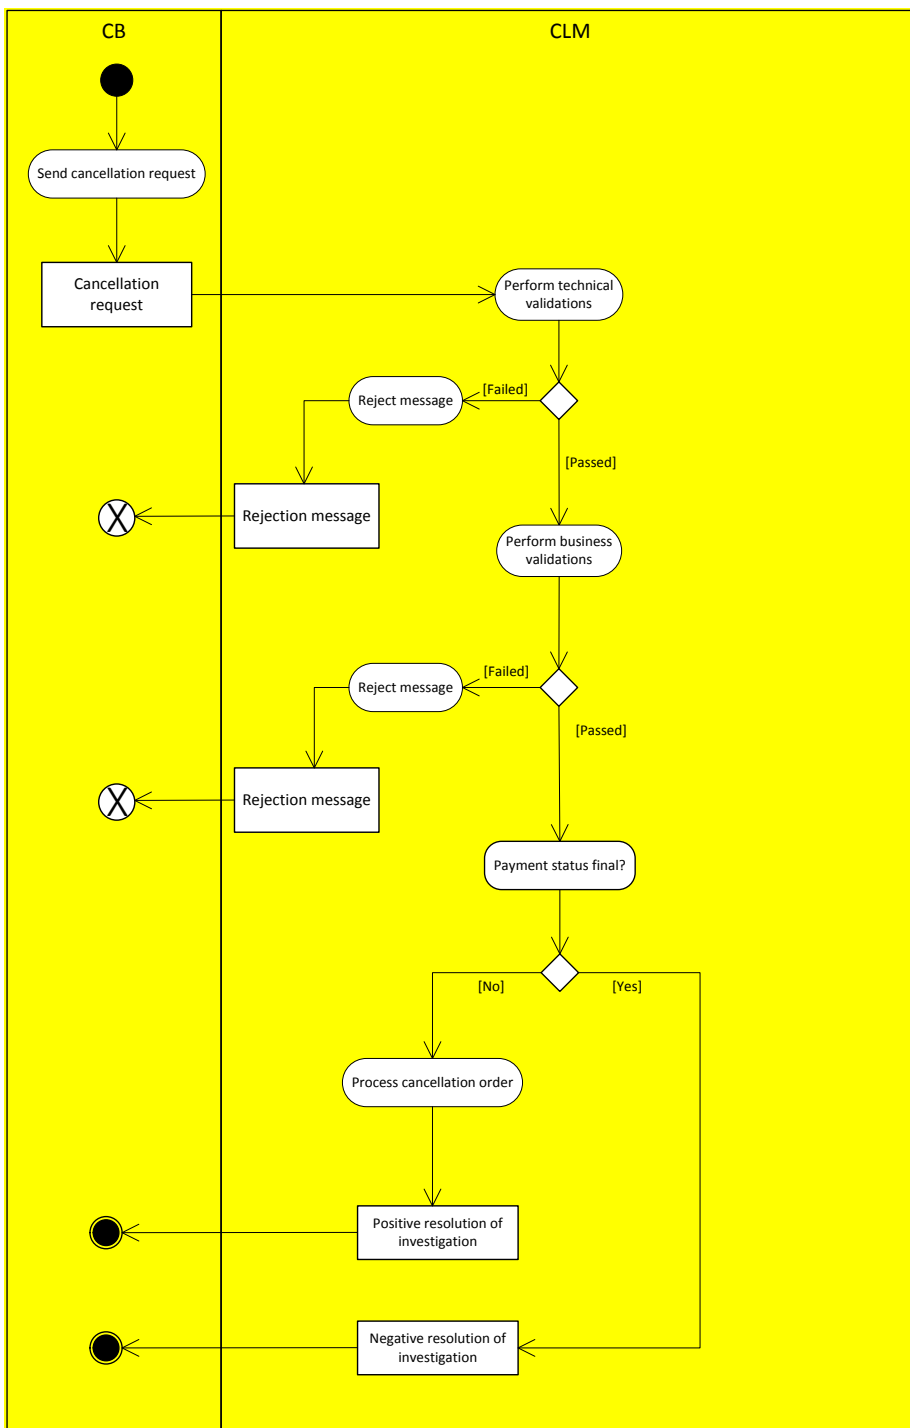 CB
CLM
Send cancellation request
Cancellation
request
Perform technical
validations
[Failed]
Reject message
[Passed]
Rejection message
X
Perform business
validations
[Failed]
Reject message
[Passed]
Rejection message
X
Payment status final?
[No]
[Yes]
Process cancellation order
Positive resolution of
investigation
Negative resolution of
investigation